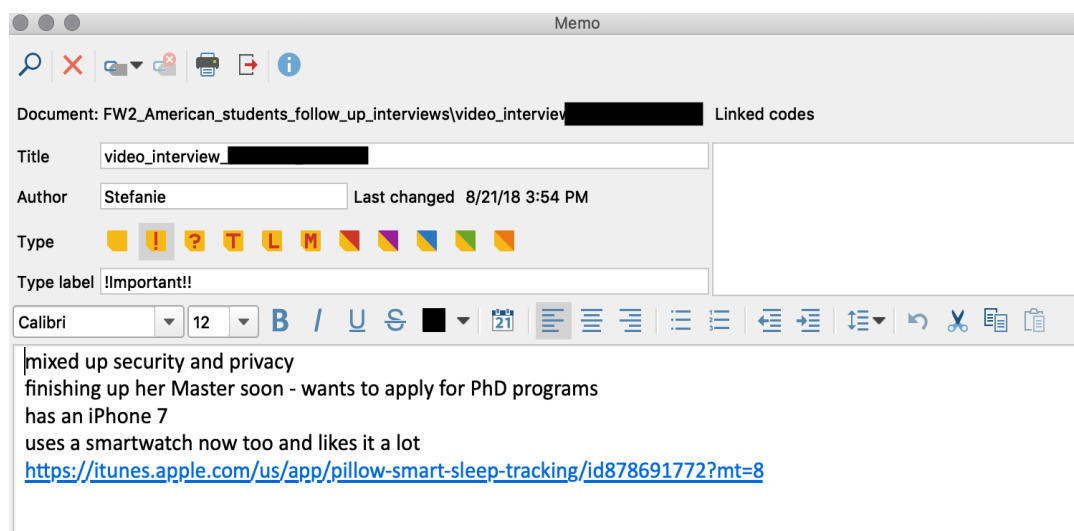 Memo
Document: FW2_American_students_follow_up_interviews\video_interview
Linked codes
Title video_interview_
Author Stefanie Last changed 8/21/18 3:54 PM
Type ! ? T L M
Type label !Important!!
Calibri 12 B I U S 21
mixed up security and privacy
finishing up her Master soon - wants to apply for PhD programs
has an iPhone 7
uses a smartwatch now too and likes it a lot
https://itunes.apple.com/us/app/pillow-smart-sleep-tracking/id878691772?mt=8